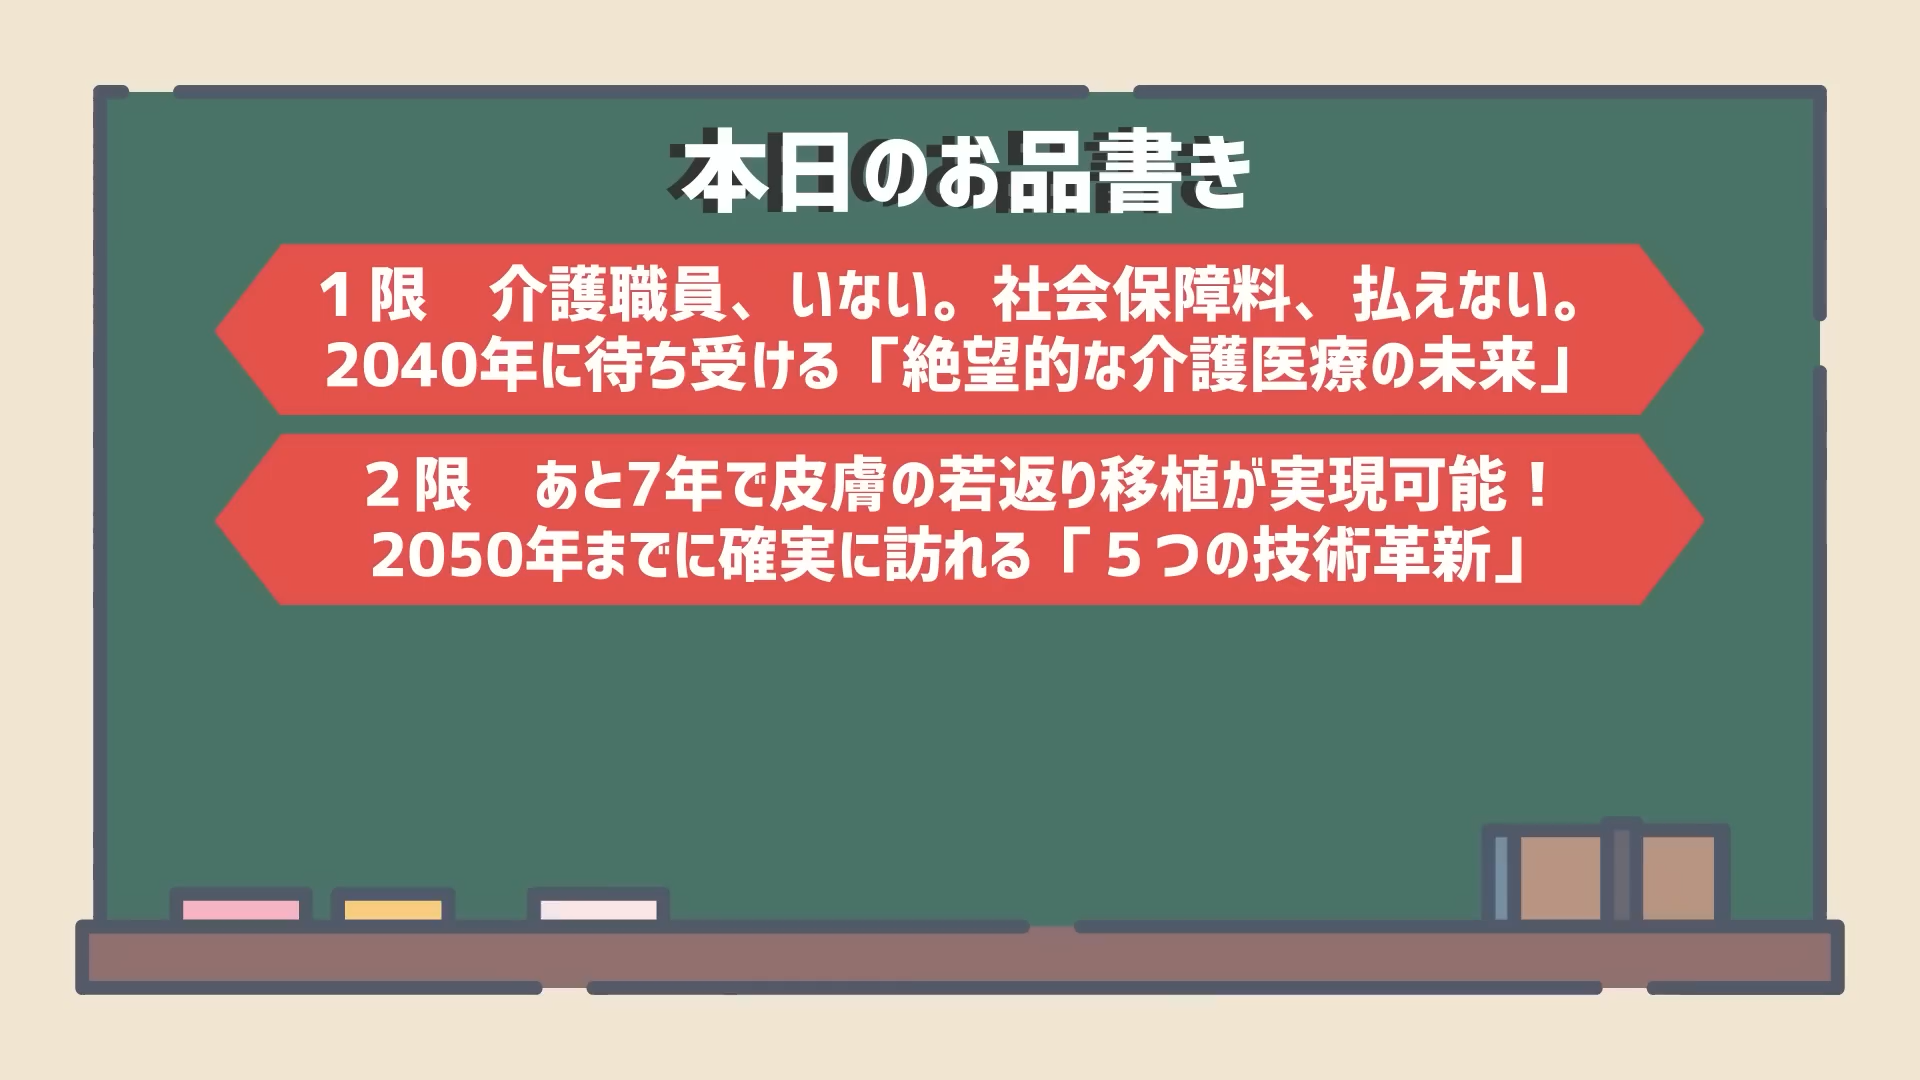 本日のお品書き
１限　介護職員、いない。社会保障料、払えない。
2040年に待ち受ける「絶望的な介護医療の未来」
２限　あと7年で皮膚の若返り移植が実現可能！
2050年までに確実に訪れる「５つの技術革新」